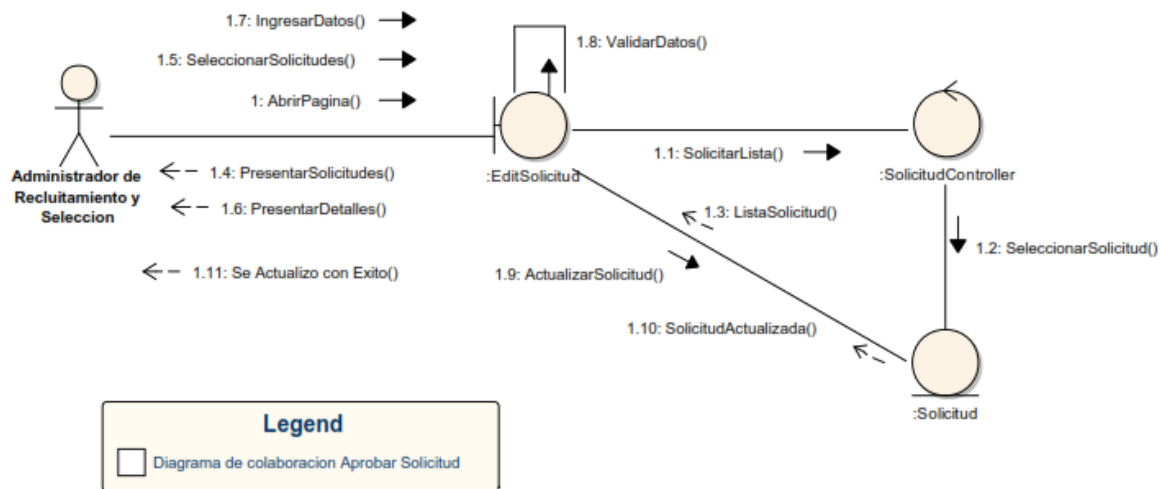 1.7: IngresarDatos()
1.8: ValidarDatos()
1.5: SeleccionarSolicitudes()
1: AbrirPagina()
1.1: SolicitarLista()
Administrador de
Recluitamiento y
Seleccion
1.4: PresentarSolicitudes()
:EditSolicitud
:SolicitudController
1.6: PresentarDetalles()
1.3: ListaSolicitud()
1.2: SeleccionarSolicitud()
1.11: Se Actualizo con Exito()
1.9: ActualizarSolicitud()
1.10: SolicitudActualizada()
:Solicitud
Legend
Diagrama de colaboracion Aprobar Solicitud